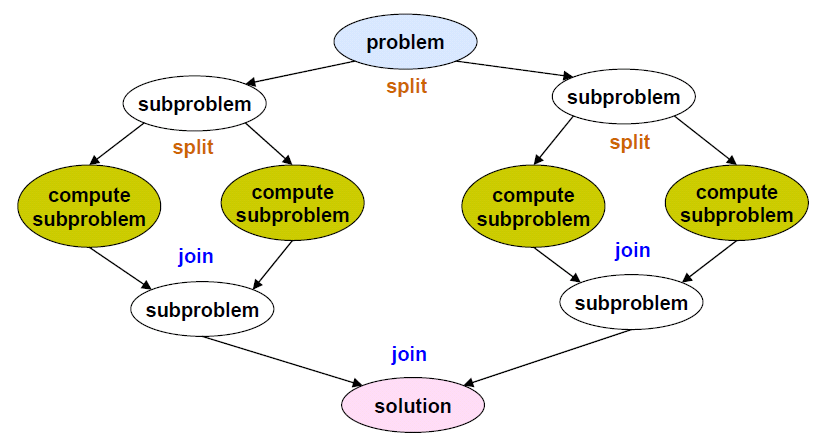 problem
split
subproblem
subproblem
split
split
compute
subproblem
compute
subproblem
compute
subproblem
compute
subproblem
join
join
subproblem
subproblem
join
solution